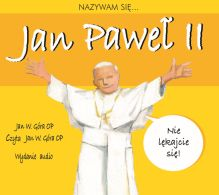 NAZYWAM SIĘ...
Jan Paweł II
Jan W. Góra OP
Czyta Jan W. Góra OP
Wydanie audio
Nie
lękajcie
się!